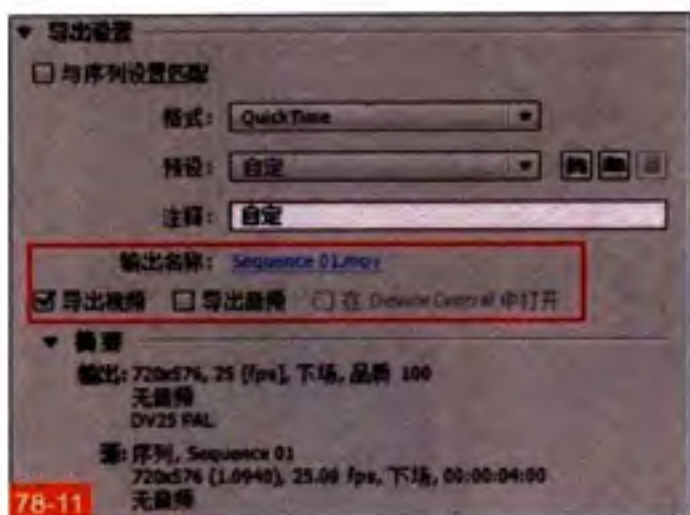 导出设置
与序列设置匹配
格式: QuickTime
预设: 自定
注释: 自定
输出名称: Sequence 01.mov
导出视频 导出音频 在 Device Central 中打开
摘要
输出: 720x576, 25 [fps], 下场, 品质 100
无音频
DV25 PAL
源: 序列, Sequence 01
720x576 (1.0940), 25.00 fps, 下场, 00:00:04:00
无音频
78-11